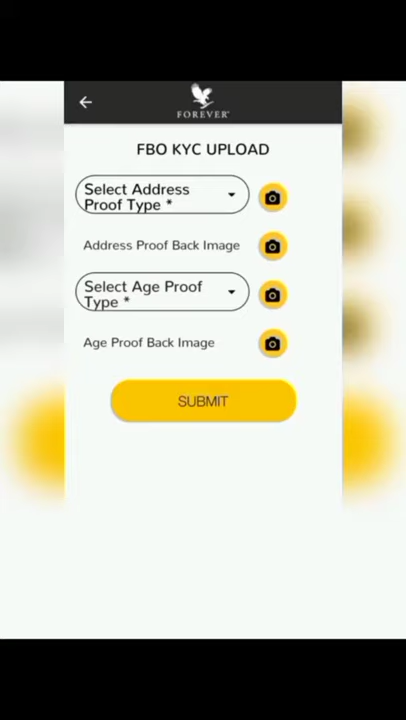 FOREVER
FBO KYC UPLOAD
Select Address
Proof Type *
Address Proof Back Image
Select Age Proof
Type *
Age Proof Back Image
SUBMIT